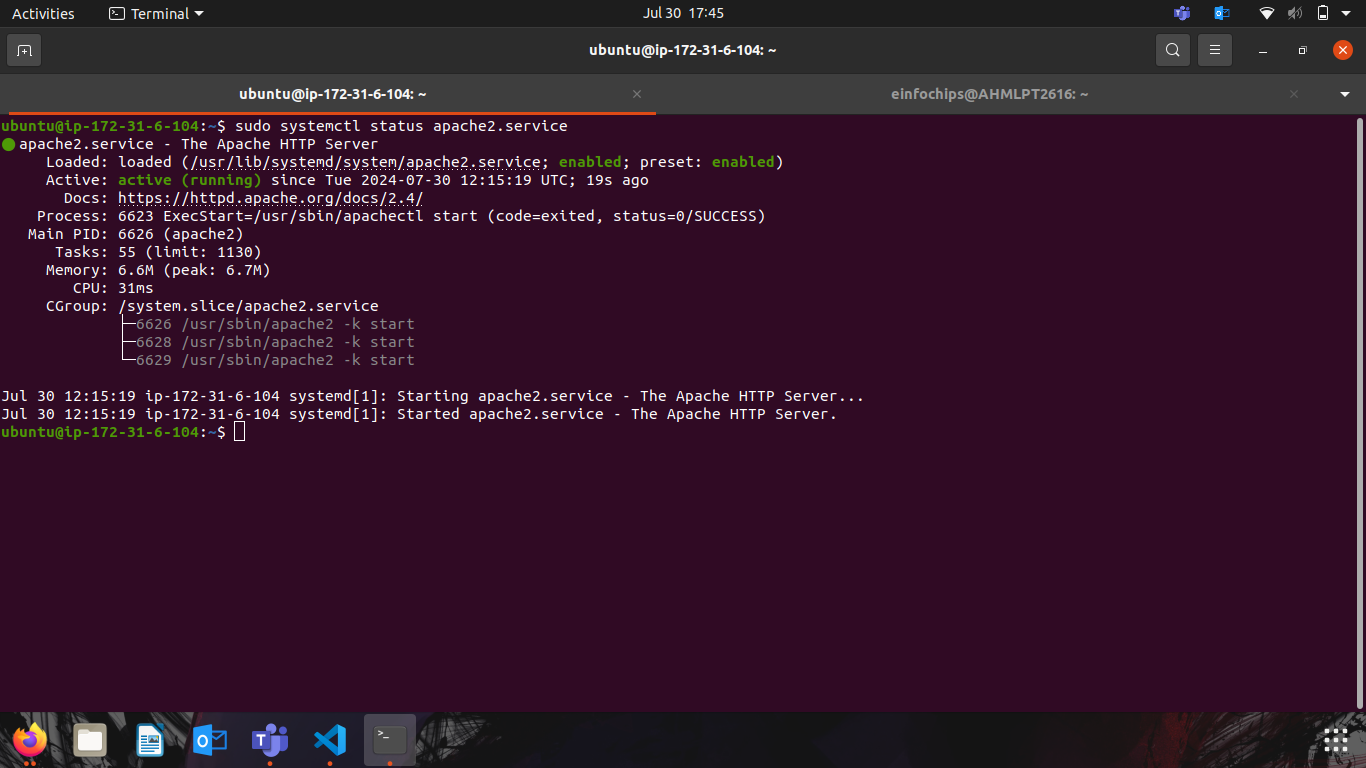 Activities Terminal Jul 30 17:45
ubuntu@ip-172-31-6-104: ~
ubuntu@ip-172-31-6-104: ~ einfochips@AHMLPT2616: ~
ubuntu@ip-172-31-6-104:~$ sudo systemctl status apache2.service
apache2.service - The Apache HTTP Server
Loaded: loaded (/usr/lib/systemd/system/apache2.service; enabled; preset: enabled)
Active: active (running) since Tue 2024-07-30 12:15:19 UTC; 19s ago
Docs: https://httpd.apache.org/docs/2.4/
Process: 6623 ExecStart=/usr/sbin/apachectl start (code=exited, status=0/SUCCESS)
Main PID: 6626 (apache2)
Tasks: 55 (limit: 1130)
Memory: 6.6M (peak: 6.7M)
CPU: 31ms
CGroup: /system.slice/apache2.service
├─6626 /usr/sbin/apache2 -k start
├─6628 /usr/sbin/apache2 -k start
└─6629 /usr/sbin/apache2 -k start
Jul 30 12:15:19 ip-172-31-6-104 systemd[1]: Starting apache2.service - The Apache HTTP Server...
Jul 30 12:15:19 ip-172-31-6-104 systemd[1]: Started apache2.service - The Apache HTTP Server.
ubuntu@ip-172-31-6-104:~$